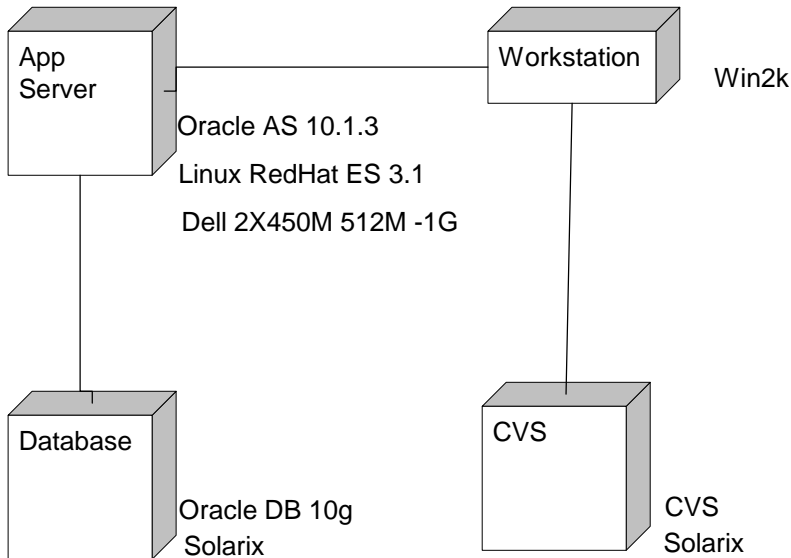 App
Server
Workstation
Win2k
Oracle AS 10.1.3
Linux RedHat ES 3.1
Dell 2X450M 512M -1G
Database
CVS
Oracle DB 10g
Solarix
CVS
Solarix